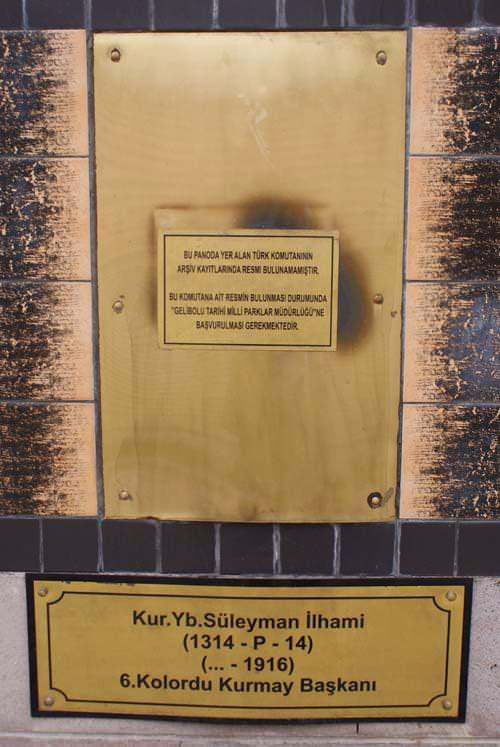 BU PANODA YER ALAN TÜRK KOMUTANININ
ARŞİV KAYITLARINDA RESMİ BULUNAMAMIŞTIR.
BU KOMUTANA AİT RESMİN BULUNMASI DURUMUNDA
"GELİBOLU TARİHİ MİLLİ PARKLAR MÜDÜRLÜĞÜ"NE
BAŞVURULMASI GEREKMEKTEDİR.
Kur.Yb.Süleyman İlhami
(1314 - P - 14)
(... - 1916)
6.Kolordu Kurmay Başkanı